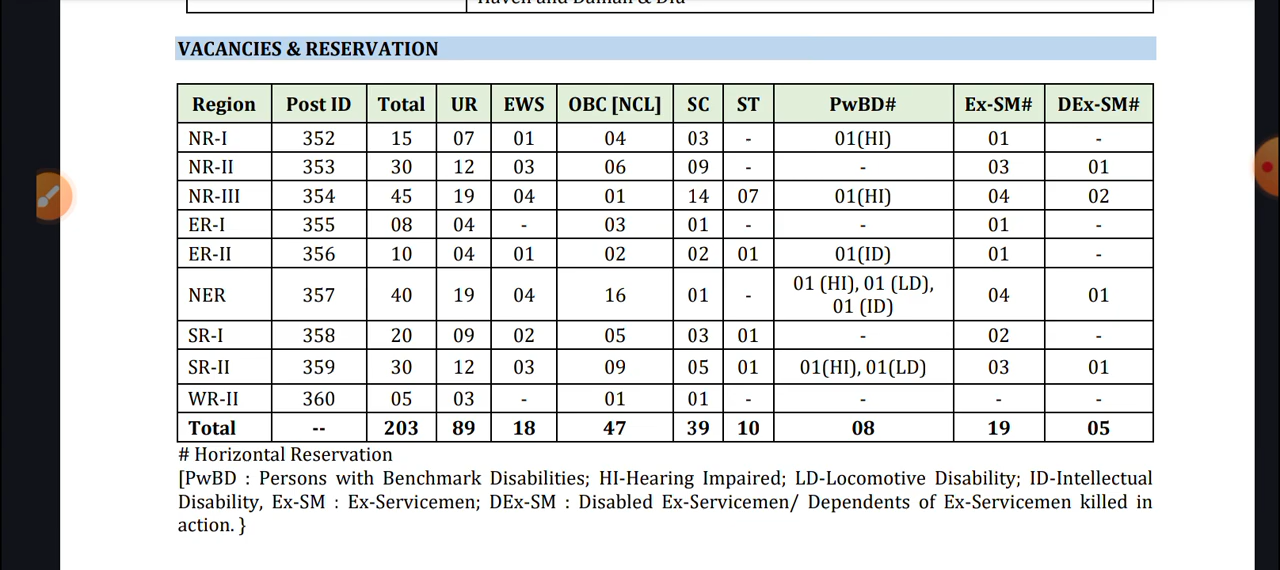 VACANCIES & RESERVATION
Region Post ID Total UR EWS OBC [NCL] SC ST PwBD# Ex-SM# DEx-SM#
NR-I 352 15 07 01 04 03 - 01(HI) 01 -
NR-II 353 30 12 03 06 09 - - 03 01
NR-III 354 45 19 04 01 14 07 01(HI) 04 02
ER-I 355 08 04 - 03 01 - - 01 -
ER-II 356 10 04 01 02 02 01 01(ID) 01 -
NER 357 40 19 04 16 01 - 01 (HI), 01 (LD), 01 (ID) 04 01
SR-I 358 20 09 02 05 03 01 - 02 -
SR-II 359 30 12 03 09 05 01 01(HI), 01(LD) 03 01
WR-II 360 05 03 - 01 01 - - - -
Total -- 203 89 18 47 39 10 08 19 05
# Horizontal Reservation
[PwBD : Persons with Benchmark Disabilities; HI-Hearing Impaired; LD-Locomotive Disability; ID-Intellectual
Disability, Ex-SM : Ex-Servicemen; DEx-SM : Disabled Ex-Servicemen/ Dependents of Ex-Servicemen killed in
action. }